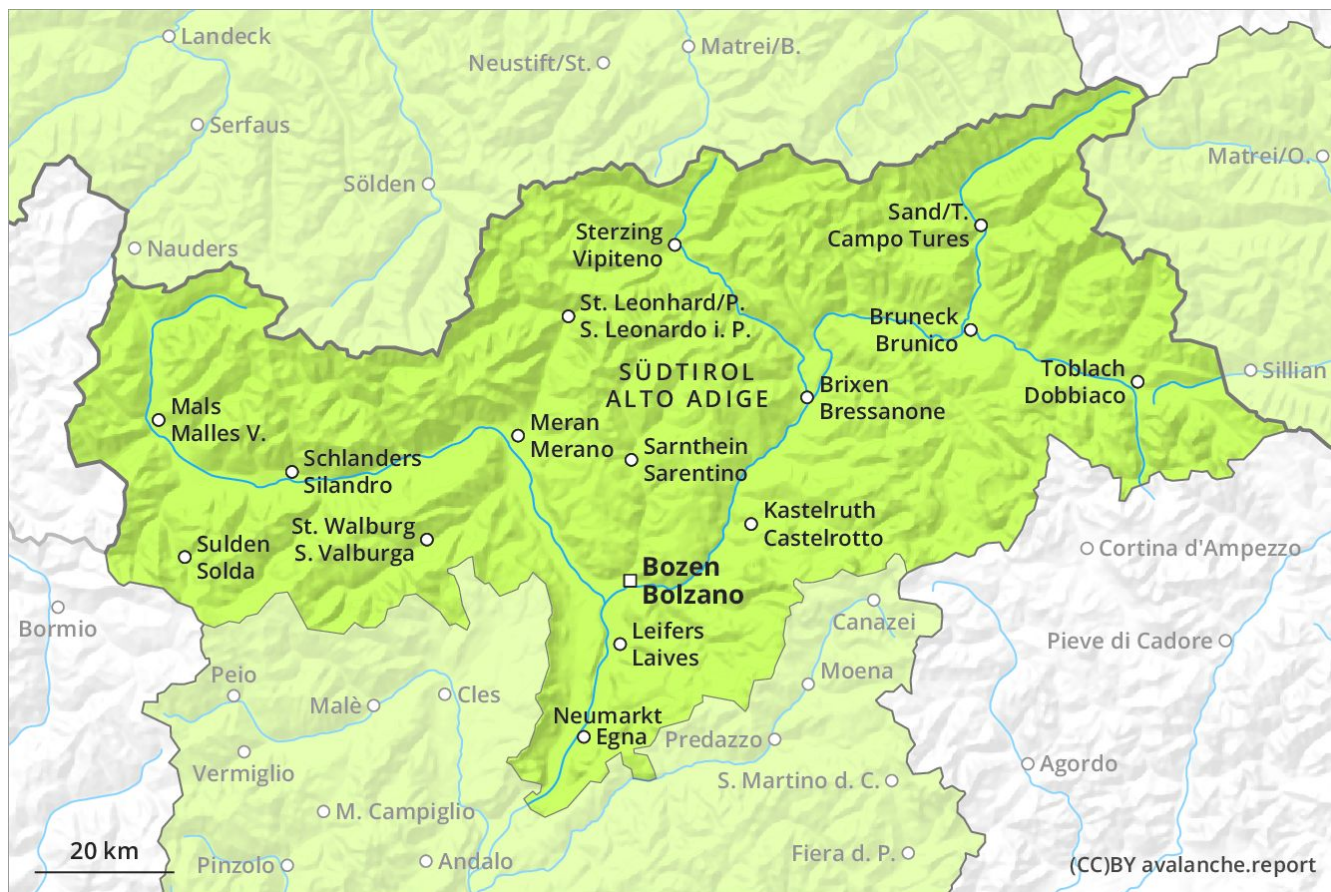 Landeck
Neustift/St.
Matrei/B.
Serfaus
Matrei/O.
Sölden
Nauders
Sand/T.
Campo Tures
Sterzing
Vipiteno
St. Leonhard/P.
S. Leonardo i. P.
Bruneck
Brunico
SÜDTIROL
ALTO ADIGE
Toblach
Dobbiaco
Sillian
Brixen
Bressanone
Mals
Malles V.
Meran
Merano
Sarnthein
Sarentino
Schlanders
Silandro
St. Walburg
S. Valburga
Kastelruth
Castelrotto
Sulden
Solda
Cortina d'Ampezzo
Bozen
Bolzano
Bormio
Canazei
Leifers
Laives
Pieve di Cadore
Peio
Moena
Malè
Cles
Neumarkt
Egna
Predazzo
Vermiglio
Agordo
S. Martino d. C.
M. Campiglio
20 km
Pinzolo
Andalo
Fiera d. P.
(CC)BY avalanche.report